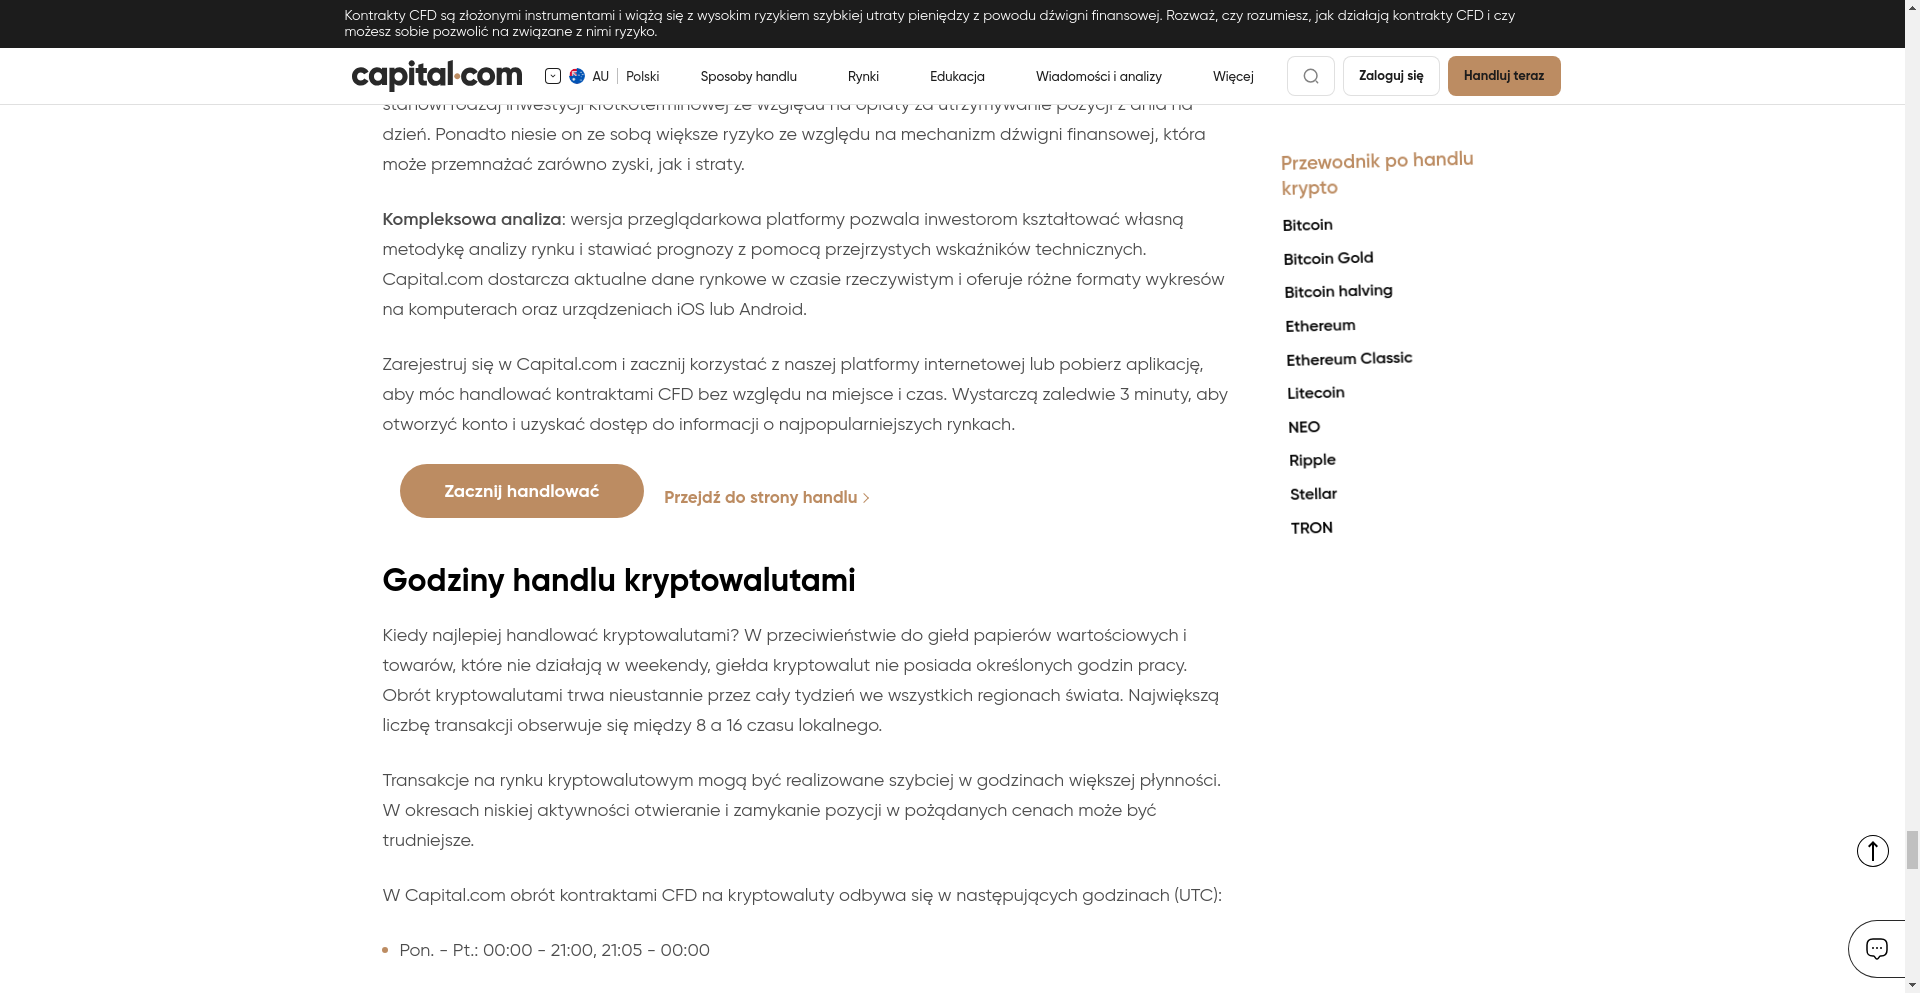 Kontrakty CFD są złożonymi instrumentami i wiążą się z wysokim ryzykiem szybkiej utraty pieniędzy z powodu dźwigni finansowej. Rozważ, czy rozumiesz, jak działają kontrakty CFD i czy
możesz sobie pozwolić na związane z nimi ryzyko.
capital.com
AU
Polski
Sposoby handlu
Rynki
Edukacja
Wiadomości i analizy
Więcej
Zaloguj się
Handluj teraz
stanowi rodzaj inwestycji krótkoterminowej ze względu na opłaty za utrzymywanie pozycji z dnia na
dzień. Ponadto niesie on ze sobą większe ryzyko ze względu na mechanizm dźwigni finansowej, która
może przemnażać zarówno zyski, jak i straty.
Kompleksowa analiza: wersja przeglądarkowa platformy pozwala inwestorom kształtować własną
metodykę analizy rynku i stawiać prognozy z pomocą przejrzystych wskaźników technicznych.
Capital.com dostarcza aktualne dane rynkowe w czasie rzeczywistym i oferuje różne formaty wykresów
na komputerach oraz urządzeniach iOS lub Android.
Zarejestruj się w Capital.com i zacznij korzystać z naszej platformy internetowej lub pobierz aplikację,
aby móc handlować kontraktami CFD bez względu na miejsce i czas. Wystarczą zaledwie 3 minuty, aby
otworzyć konto i uzyskać dostęp do informacji o najpopularniejszych rynkach.
Zacznij handlować
Przejdź do strony handlu
Godziny handlu kryptowalutami
Kiedy najlepiej handlować kryptowalutami? W przeciwieństwie do giełd papierów wartościowych i
towarów, które nie działają w weekendy, giełda kryptowalut nie posiada określonych godzin pracy.
Obrót kryptowalutami trwa nieustannie przez cały tydzień we wszystkich regionach świata. Największą
liczbę transakcji obserwuje się między 8 a 16 czasu lokalnego.
Transakcje na rynku kryptowalutowym mogą być realizowane szybciej w godzinach większej płynności.
W okresach niskiej aktywności otwieranie i zamykanie pozycji w pożądanych cenach może być
trudniejsze.
W Capital.com obrót kontraktami CFD na kryptowaluty odbywa się w następujących godzinach (UTC):
Pon. - Pt.: 00:00 - 21:00, 21:05 - 00:00
Przewodnik po handlu
krypto
Bitcoin
Bitcoin Gold
Bitcoin halving
Ethereum
Ethereum Classic
Litecoin
NEO
Ripple
Stellar
TRON